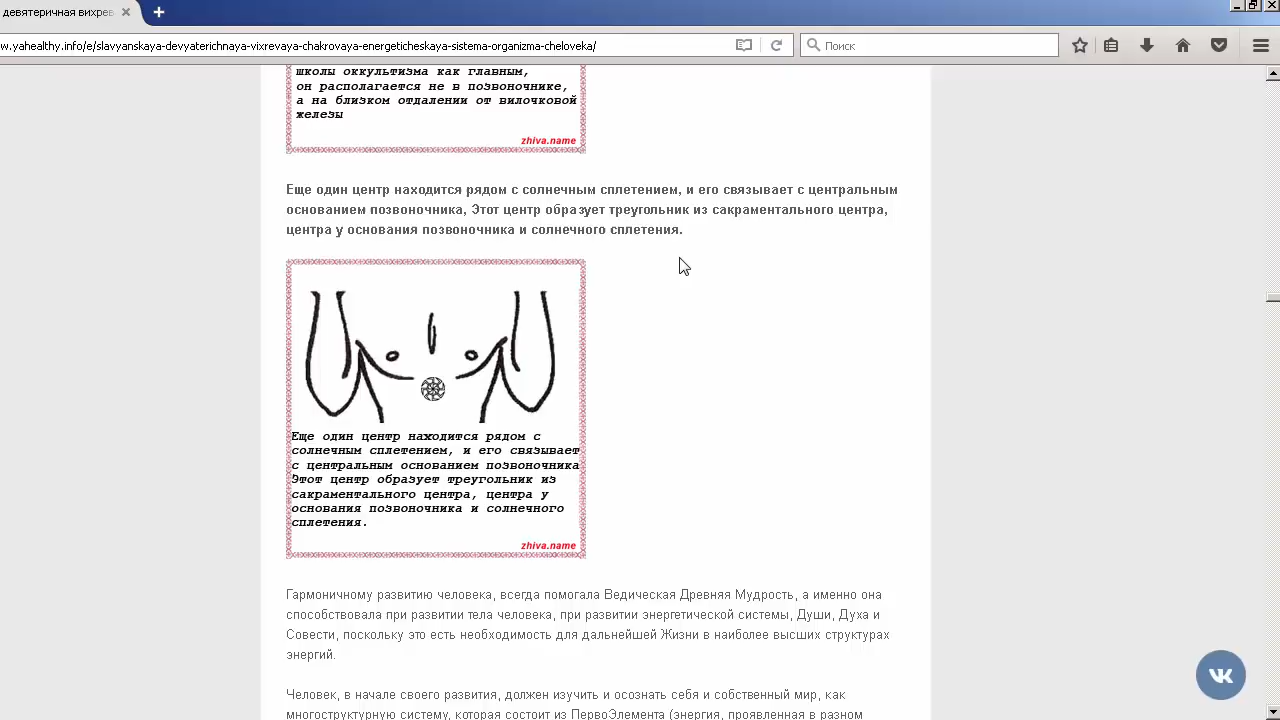 девятеричная вихрев
w.yahealthy.info/e/slavyanskaya-devyaterichnaya-vixrevaya-chakrovaya-energeticheskaya-sistema-organizma-cheloveka/
Поиск
школы оккультизма как главным,
он располагается не в позвоночнике,
а на близком отдалении от вилочковой
железы
zhiva.name
Еще один центр находится рядом с солнечным сплетением, и его связывает с центральным
основанием позвоночника, Этот центр образует треугольник из сакраментального центра,
центра у основания позвоночника и солнечного сплетения.
Еще один центр находится рядом с
солнечным сплетением, и его связывает
с центральным основанием позвоночника
Этот центр образует треугольник из
сакраментального центра, центра у
основания позвоночника и солнечного
сплетения.
zhiva.name
Гармоничному развитию человека, всегда помогала Ведическая Древняя Мудрость, а именно она
способствовала при развитии тела человека, при развитии энергетической системы, Души, Духа и
Совести, поскольку это есть необходимость для дальнейшей Жизни в наиболее высших структурах
энергий.
Человек, в начале своего развития, должен изучить и осознать себя и собственный мир, как
многоструктурную систему, которая состоит из ПервоЭлемента (энергия, проявленная в разном